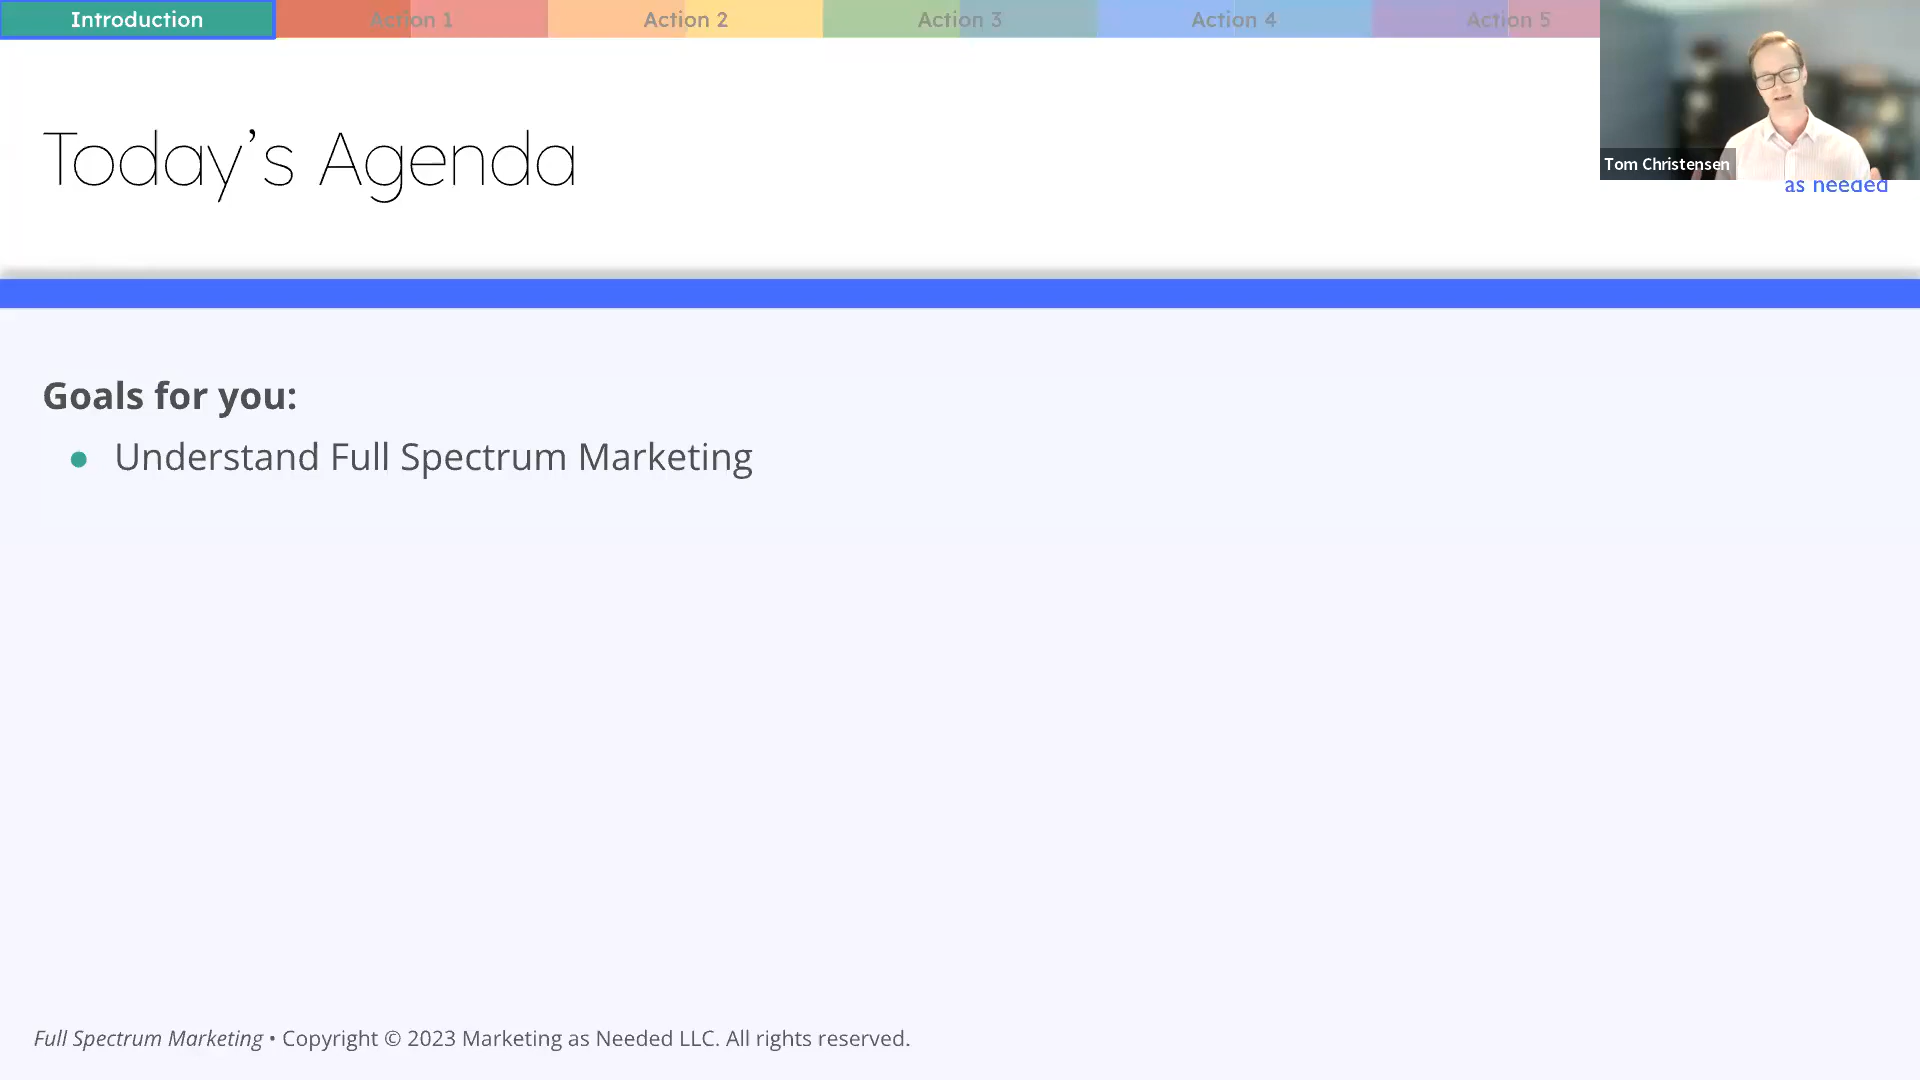 Introduction
Action 1
Action 2
Action 3
Action 4
Action 5
Tom Christensen
as needed
Today's Agenda
Goals for you:
● Understand Full Spectrum Marketing
Full Spectrum Marketing • Copyright © 2023 Marketing as Needed LLC. All rights reserved.